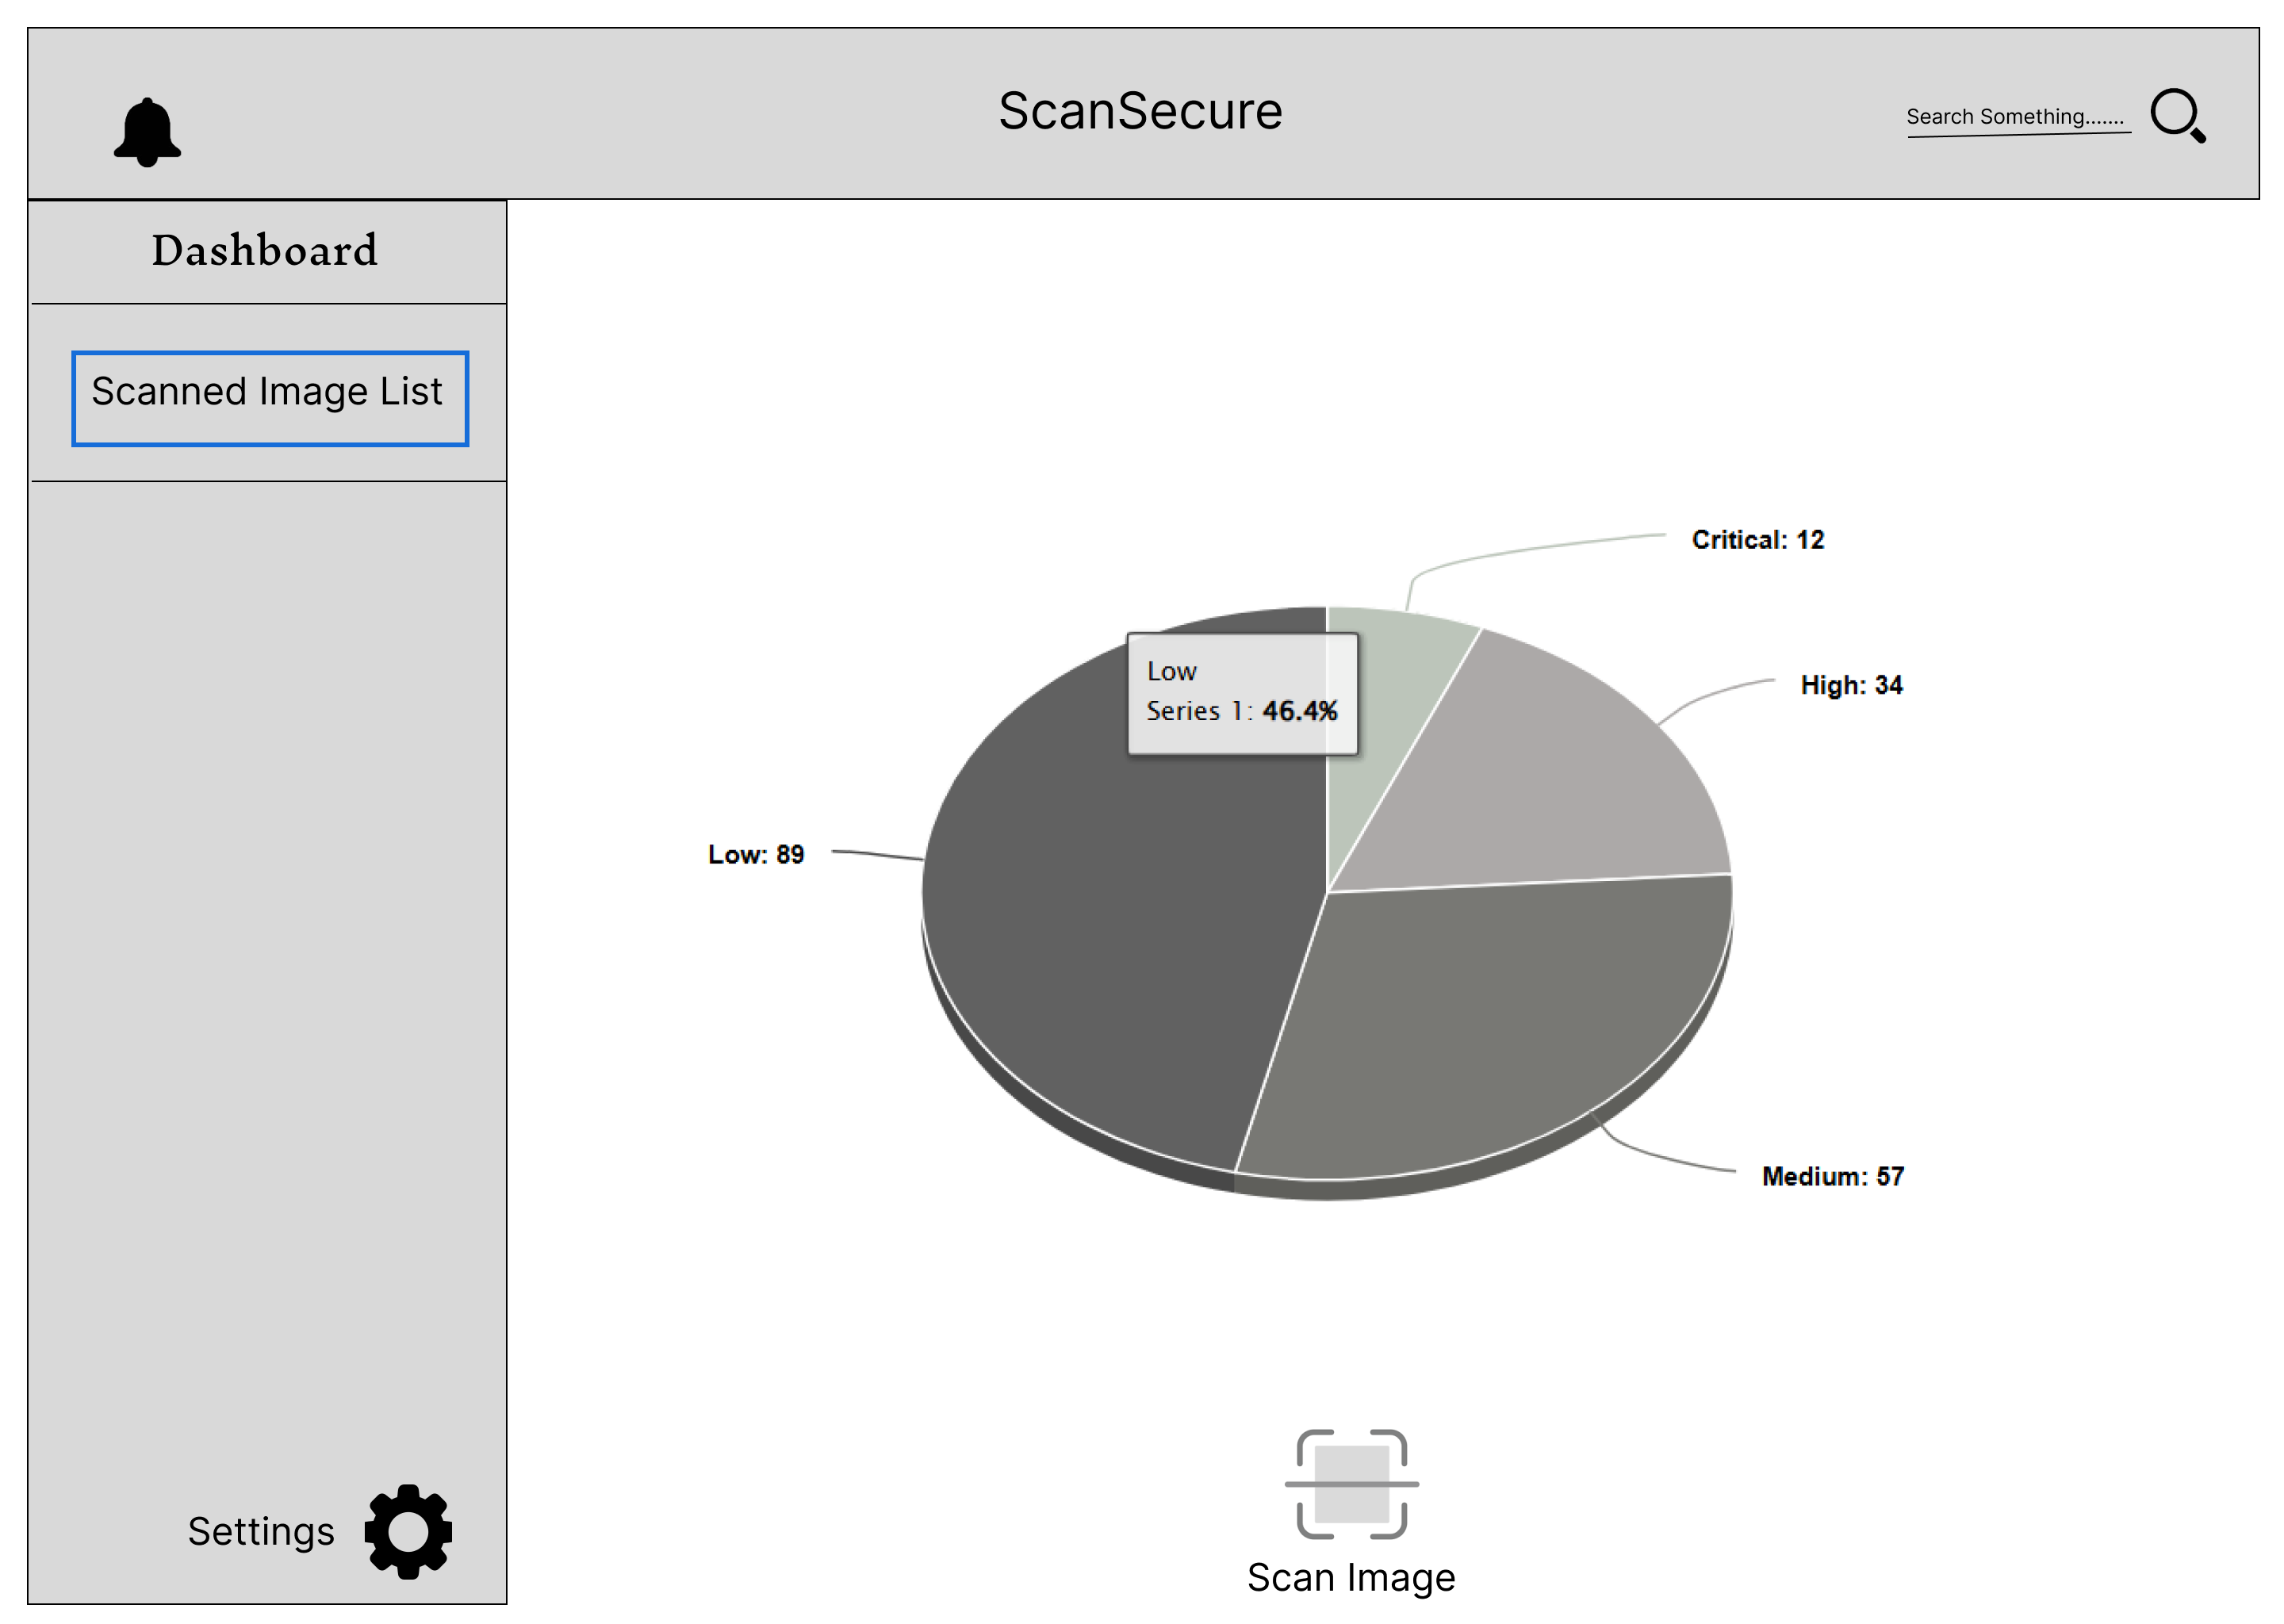 ScanSecure
Search Something.......
Dashboard
Scanned Image List
Critical: 12
Low
Series 1: 46.4%
High: 34
Low: 89
Medium: 57
Settings
Scan Image